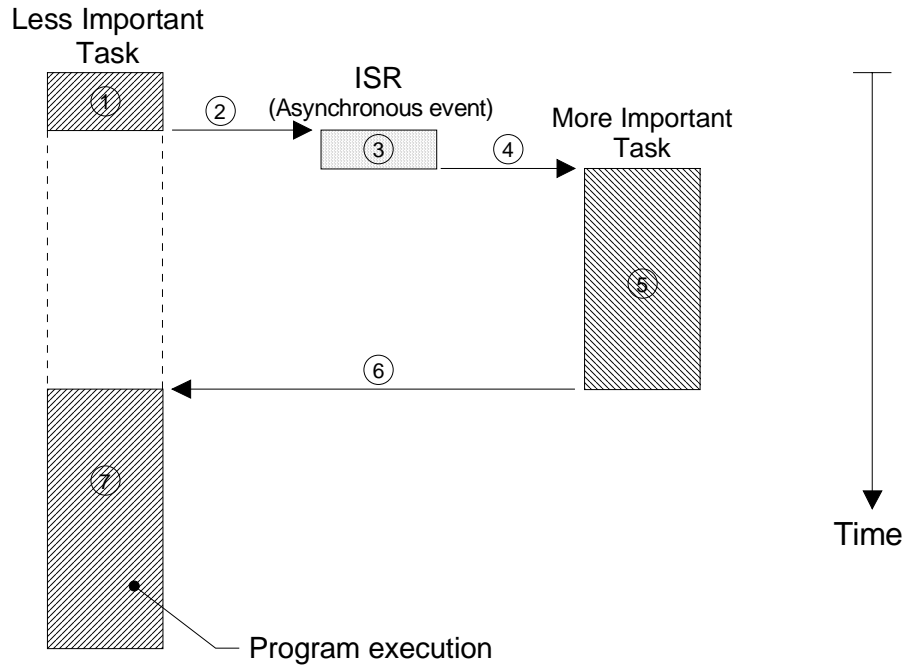 Less Important
Task
ISR
(Asynchronous event)
More Important
Task
1
2
3
4
5
6
7
Time
Program execution